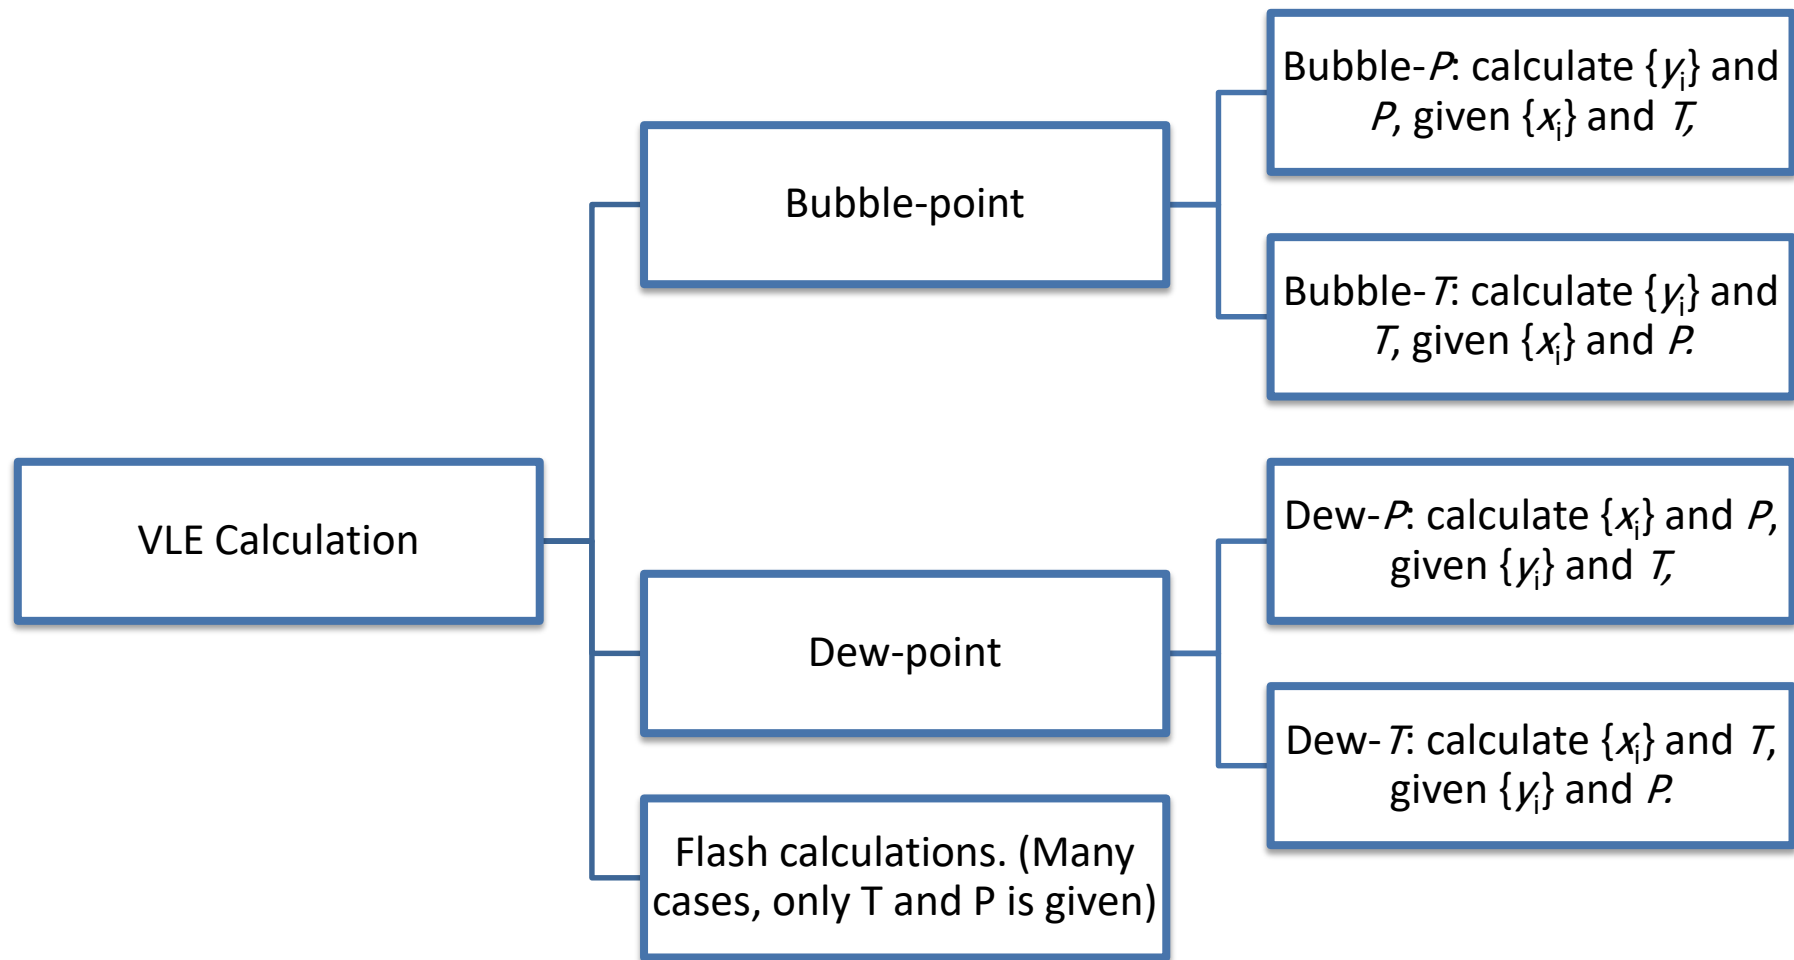 VLE Calculation
Bubble-point
Bubble-P: calculate {yi} and
P, given {xi} and T,
Bubble-T: calculate {yi} and
T, given {xi} and P.
Dew-point
Dew-P: calculate {xi} and P,
given {yi} and T,
Dew-T: calculate {xi} and T,
given {yi} and P.
Flash calculations. (Many
cases, only T and P is given)